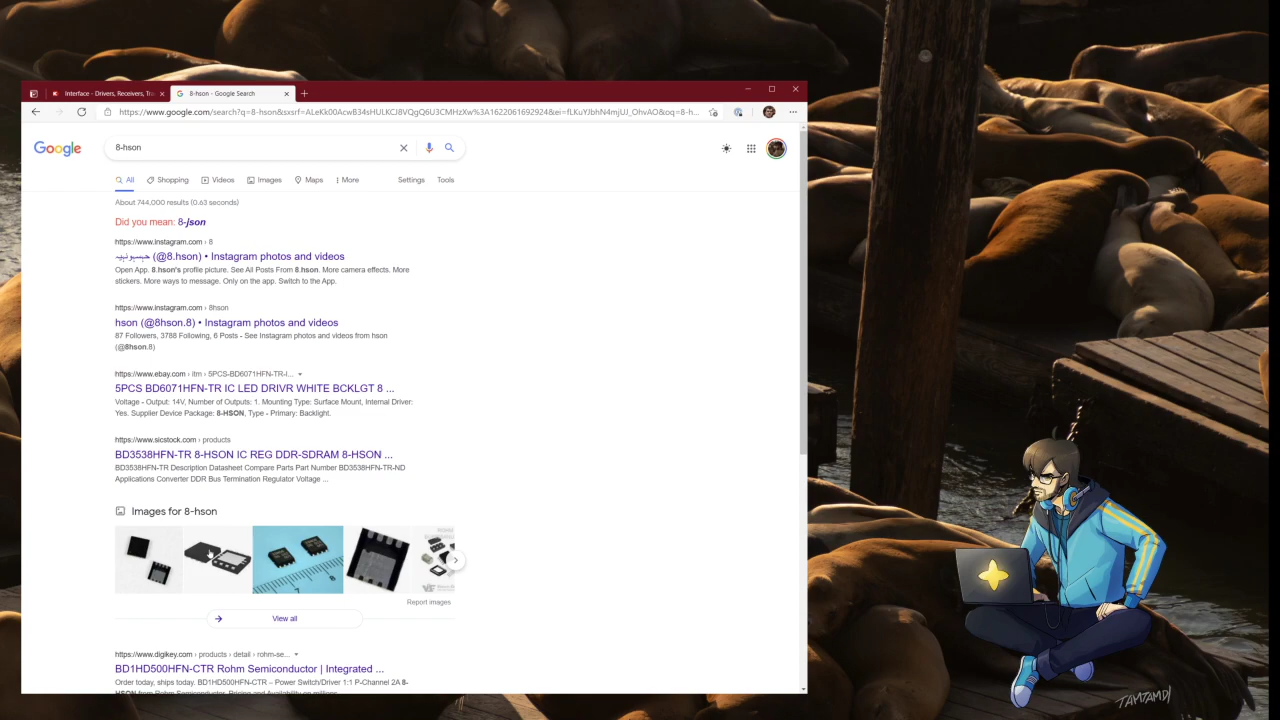 Interface - Drivers, Receivers, Tra
8-hson - Google Search
https://www.google.com/search?q=8-hson&sxsrf=ALeKk00AcwB34sHULKCJ8VQgQ6U3CMHzXw%3A1622061692924&ei=fLKuYJbhN4mjUJ_OhvAO&oq=8-h...
Google
8-hson
All
Shopping
Videos
Images
Maps
More
Settings
Tools
About 744,000 results (0.63 seconds)
Did you mean: 8-json
https://www.instagram.com › 8
(@8.hson) • Instagram photos and videos
Open App. 8.hson's profile picture. See All Posts From 8.hson. More camera effects. More
stickers. More ways to message. Only on the app. Switch to the App.
https://www.instagram.com › 8hson
hson (@8hson.8) • Instagram photos and videos
87 Followers, 3788 Following, 6 Posts - See Instagram photos and videos from hson
(@8hson.8)
https://www.ebay.com › itm › 5PCS-BD6071HFN-TR-I...
5PCS BD6071HFN-TR IC LED DRIVR WHITE BCKLGT 8 ...
Voltage - Output: 14V, Number of Outputs: 1. Mounting Type: Surface Mount, Internal Driver:
Yes. Supplier Device Package: 8-HSON, Type - Primary: Backlight.
https://www.sicstock.com › products
BD3538HFN-TR 8-HSON IC REG DDR-SDRAM 8-HSON ...
BD3538HFN-TR Description Datasheet Compare Parts Part Number BD3538HFN-TR-ND
Applications Converter DDR Bus Termination Regulator Voltage ...
Images for 8-hson
Report images
View all
https://www.digikey.com › products › detail › rohm-se...
BD1HD500HFN-CTR Rohm Semiconductor | Integrated ...
Order today, ships today. BD1HD500HFN-CTR – Power Switch/Driver 1:1 P-Channel 2A 8-
HSON from Rohm Semiconductor. Pricing and Availability on millions
TAMTAMDI